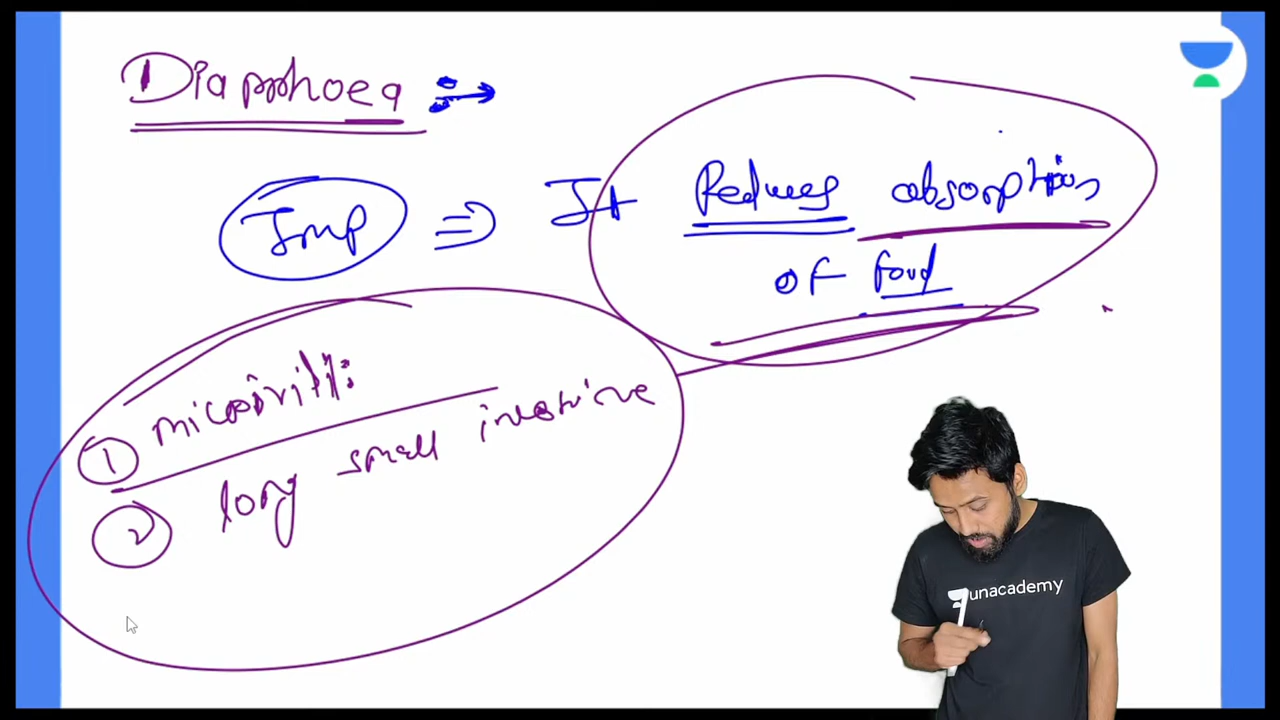 Diarrhoea :→
Imp ⇒ It Reduces absorption
of food
① microvilli:
② long small intestine
unacademy